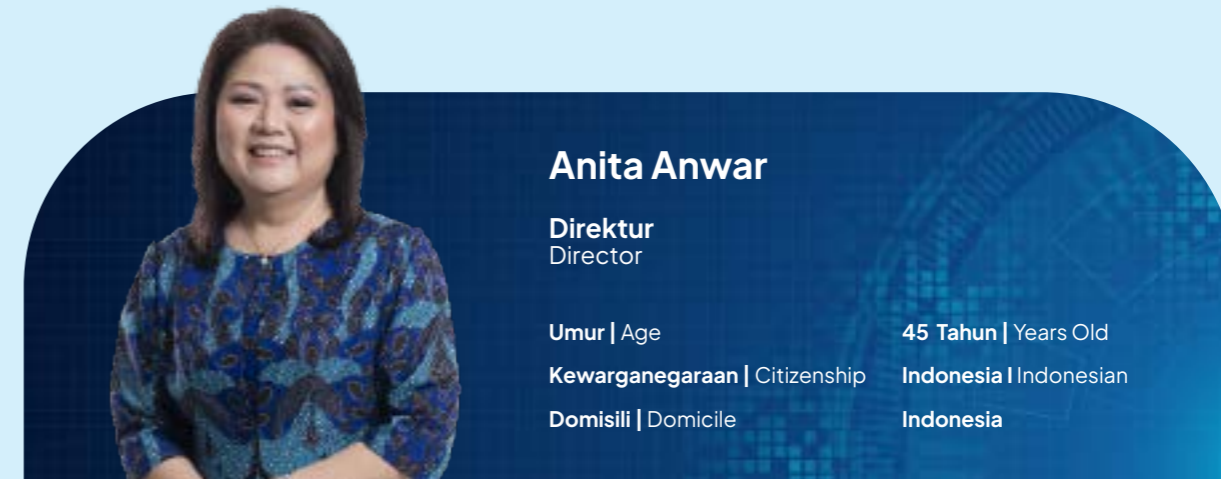 Anita Anwar
Direktur
Director
Umur | Age 45 Tahun | Years Old
Kewarganegaraan | Citizenship Indonesia I Indonesian
Domisili | Domicile Indonesia